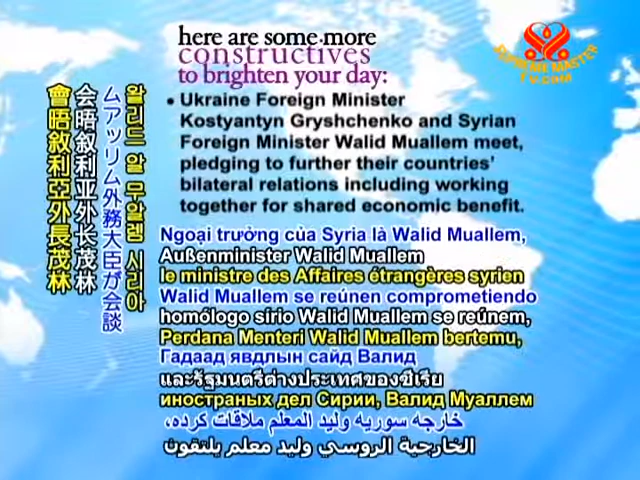 here are some more
constructives
to brighten your day:
SUPREME MASTER
TV.COM
• Ukraine Foreign Minister
Kostyantyn Gryshchenko and Syrian
Foreign Minister Walid Muallem meet,
pledging to further their countries’
bilateral relations including working
together for shared economic benefit.
왈리드 알 무알렘 시리아
ムアッリム外務大臣が会談
会晤叙利亚外长茂林
會晤敘利亞外長茂林
Ngoại trưởng của Syria là Walid Muallem,
Außenminister Walid Muallem
le ministre des Affaires étrangères syrien
Walid Muallem se reúnen comprometiendo
homólogo sirio Walid Muallem se reúnem,
Perdana Menteri Walid Muallem bertemu,
Гадаад явдлын сайд Валид
และรัฐมนตรีต่างประเทศของซีเรีย
иностраных дел Сирии, Валид Муаллем
خارجه سوریه ولید المعلم ملاقات کرده،
الخارجية الروسي وليد معلم يلتقون